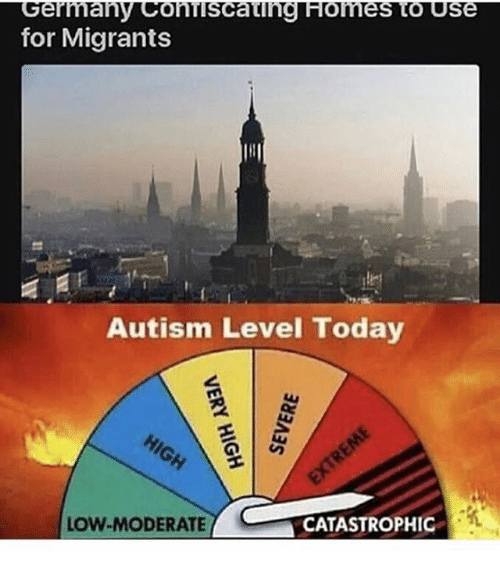 Germany Confiscating Homes to Use
for Migrants
Autism Level Today
HIGH
VERY HIGH
SEVERE
EXTREME
LOW-MODERATE
CATASTROPHIC